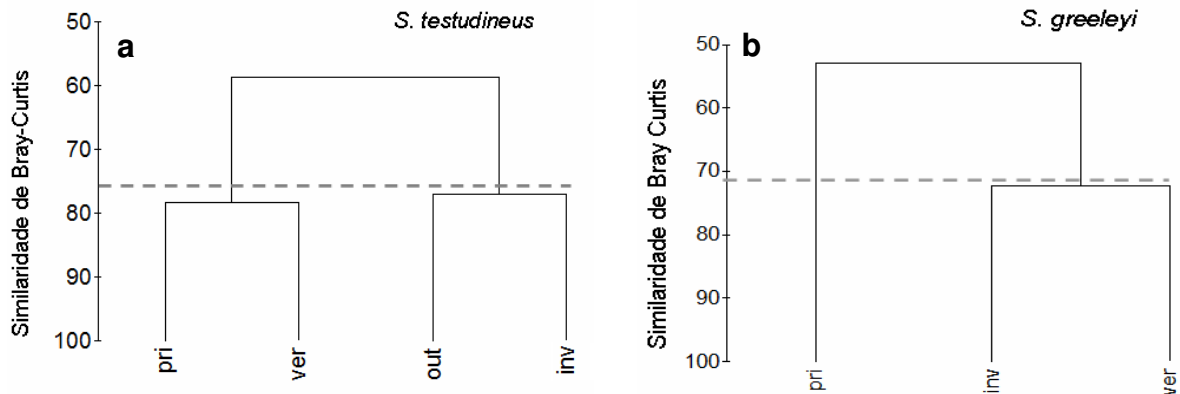 S. testudineus
a
Similaridade de Bray-Curtis
50
60
70
80
90
100
pri
ver
out
inv
S. greeleyi
b
Similaridade de Bray Curtis
50
60
70
80
90
100
pri
inv
ver